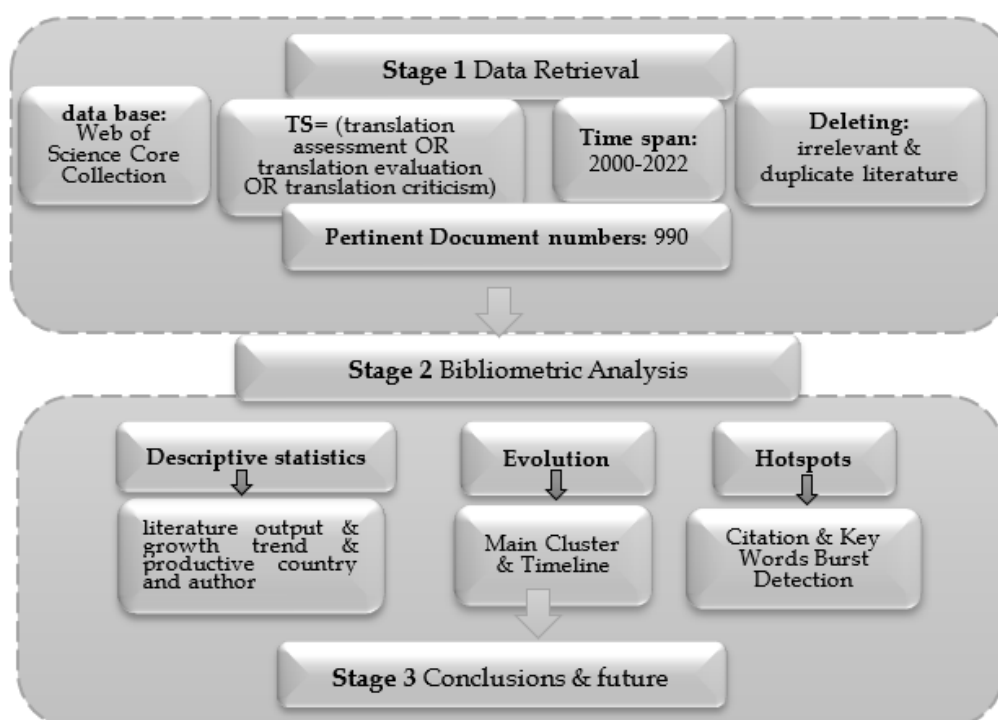 Stage 1 Data Retrieval
data base:
Web of
Science Core
Collection
TS= (translation
assessment OR
translation evaluation
OR translation criticism)
Time span:
2000-2022
Deleting:
irrelevant &
duplicate literature
Pertinent Document numbers: 990
Stage 2 Bibliometric Analysis
Descriptive statistics
literature output &
growth trend &
productive country
and author
Evolution
Main Cluster
& Timeline
Hotspots
Citation & Key
Words Burst
Detection
Stage 3 Conclusions & future